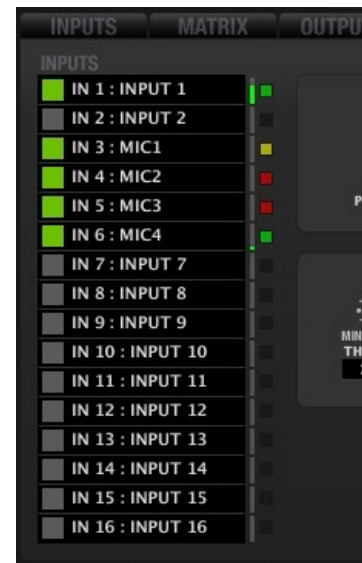 INPUTS MATRIX OUTPU
INPUTS
IN 1 : INPUT 1
IN 2 : INPUT 2
IN 3 : MIC1
IN 4 : MIC2
IN 5 : MIC3
P
IN 6 : MIC4
IN 7 : INPUT 7
IN 8 : INPUT 8
IN 9 : INPUT 9
MIN
IN 10 : INPUT 10
TH
IN 11 : INPUT 11
IN 12 : INPUT 12
IN 13 : INPUT 13
IN 14 : INPUT 14
IN 15 : INPUT 15
IN 16 : INPUT 16